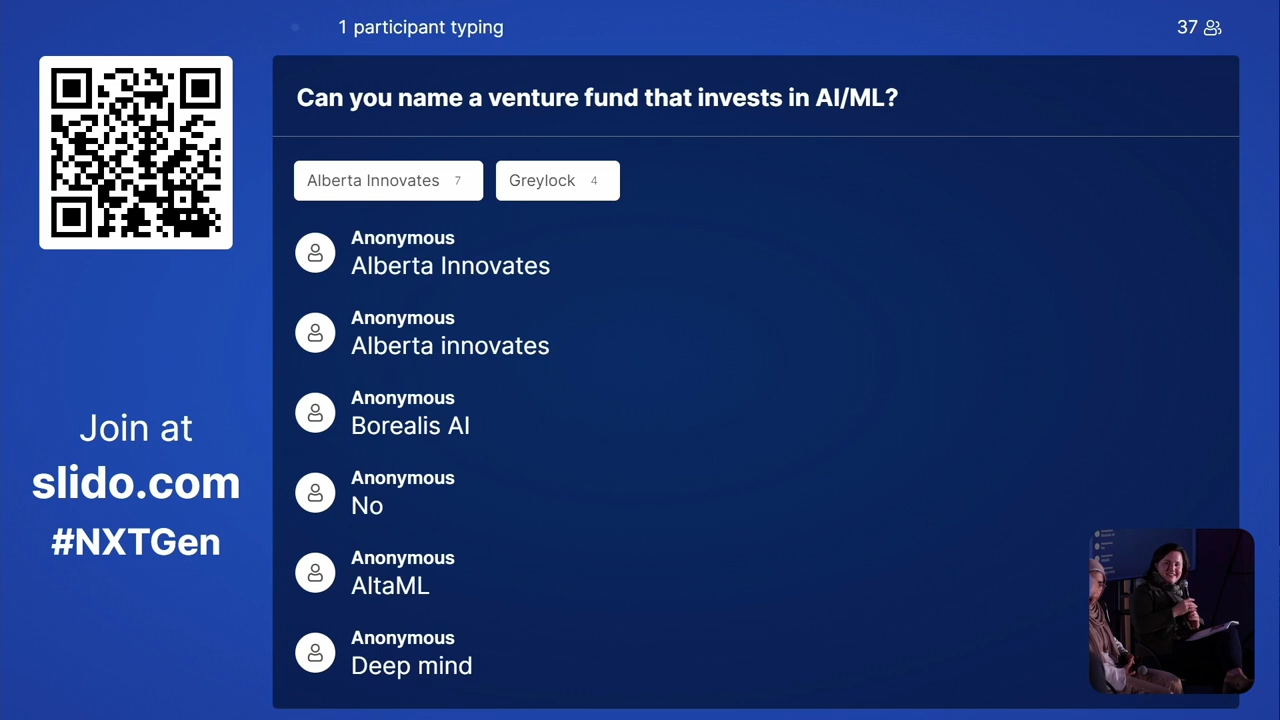 1 participant typing
37
Can you name a venture fund that invests in AI/ML?
Alberta Innovates 7
Greylock 4
Anonymous
Alberta Innovates
Anonymous
Alberta innovates
Anonymous
Borealis AI
Anonymous
No
Anonymous
AltaML
Anonymous
Deep mind
Join at
slido.com
#NXTGen